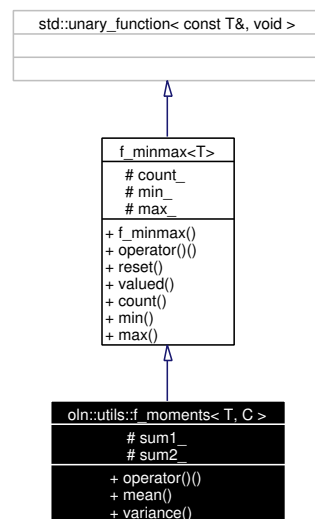 std::unary_function< const T&, void >
f_minmax<T>
# count_
# min_
# max_
+ f_minmax()
+ operator()()
+ reset()
+ valued()
+ count()
+ min()
+ max()
oln::utils::f_moments< T, C >
# sum1_
# sum2_
+ operator()()
+ mean()
+ variance()